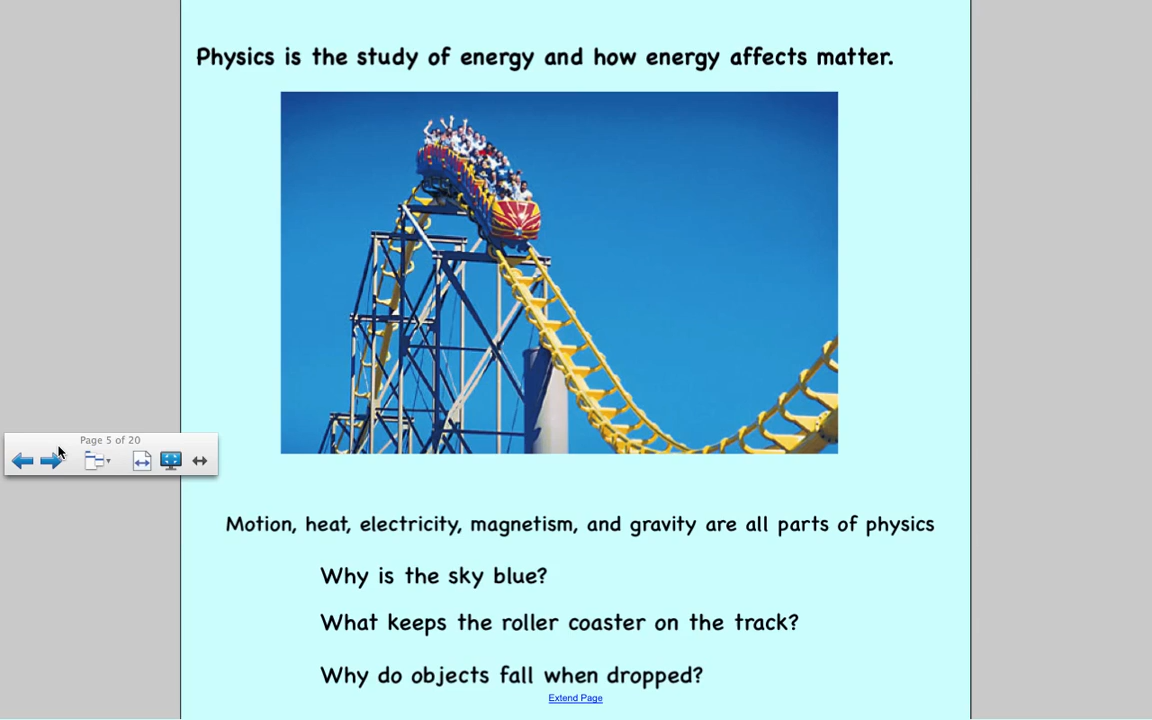 Physics is the study of energy and how energy affects matter.
Page 5 of 20
Motion, heat, electricity, magnetism, and gravity are all parts of physics
Why is the sky blue?
What keeps the roller coaster on the track?
Why do objects fall when dropped?
Extend Page